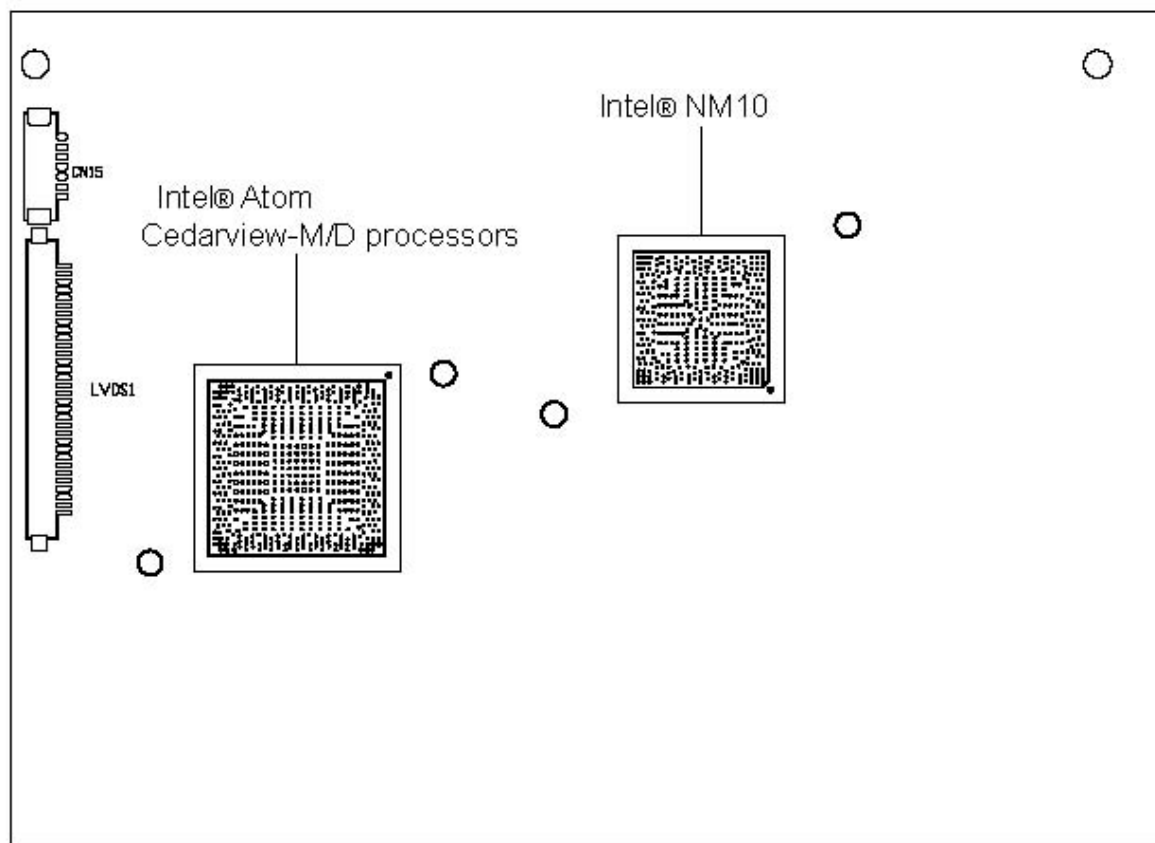 Intel® NM10
CN15
Intel® Atom
Cedarview-M/D processors
LVDS1